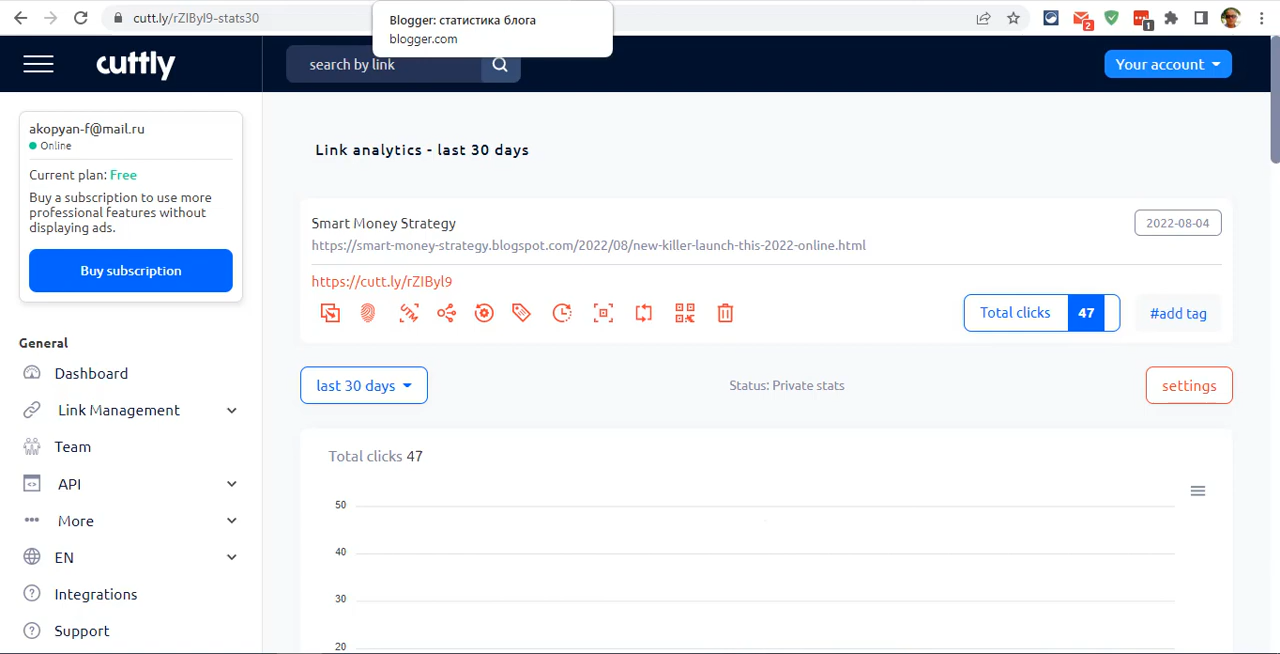 cutt.ly/rZIByl9-stats30
Blogger: статистика блога
blogger.com
2
1
cuttly
search by link
Your account
akopyan-f@mail.ru
Online
Current plan: Free
Buy a subscription to use more
professional features without
displaying ads.
Buy subscription
General
Dashboard
Link Management
Team
API
More
EN
Integrations
Support
Link analytics - last 30 days
Smart Money Strategy
2022-08-04
https://smart-money-strategy.blogspot.com/2022/08/new-killer-launch-this-2022-online.html
https://cutt.ly/rZIByl9
UTM
Total clicks 47
#add tag
last 30 days
Status: Private stats
settings
Total clicks 47
50
40
30
20